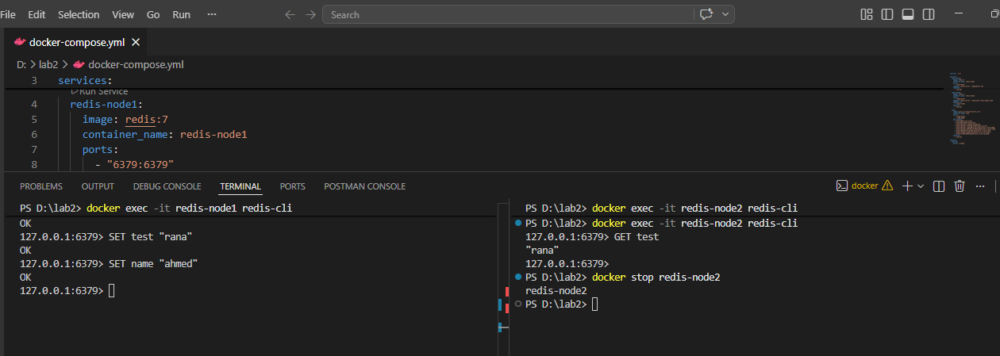 File Edit Selection View Go Run ···
Search
docker-compose.yml
D: > lab2 > docker-compose.yml
3 services:
Run Service
4 redis-node1:
5 image: redis:7
6 container_name: redis-node1
7 ports:
8 - "6379:6379"
PROBLEMS OUTPUT DEBUG CONSOLE TERMINAL PORTS POSTMAN CONSOLE
docker
PS D:\lab2> docker exec -it redis-node1 redis-cli
OK
127.0.0.1:6379> SET test "rana"
OK
127.0.0.1:6379> SET name "ahmed"
OK
127.0.0.1:6379>
PS D:\lab2> docker exec -it redis-node2 redis-cli
PS D:\lab2> docker exec -it redis-node2 redis-cli
127.0.0.1:6379> GET test
"rana"
127.0.0.1:6379>
PS D:\lab2> docker stop redis-node2
redis-node2
PS D:\lab2>